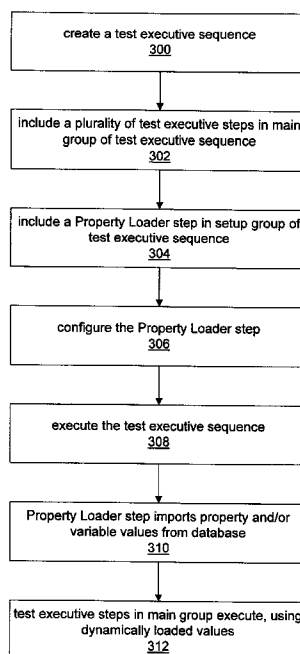 create a test executive sequence
300
include a plurality of test executive steps in main
group of test executive sequence
302
include a Property Loader step in setup group of
test executive sequence
304
configure the Property Loader step
306
execute the test executive sequence
308
Property Loader step imports property and/or
variable values from database
310
test executive steps in main group execute, using
dynamically loaded values
312